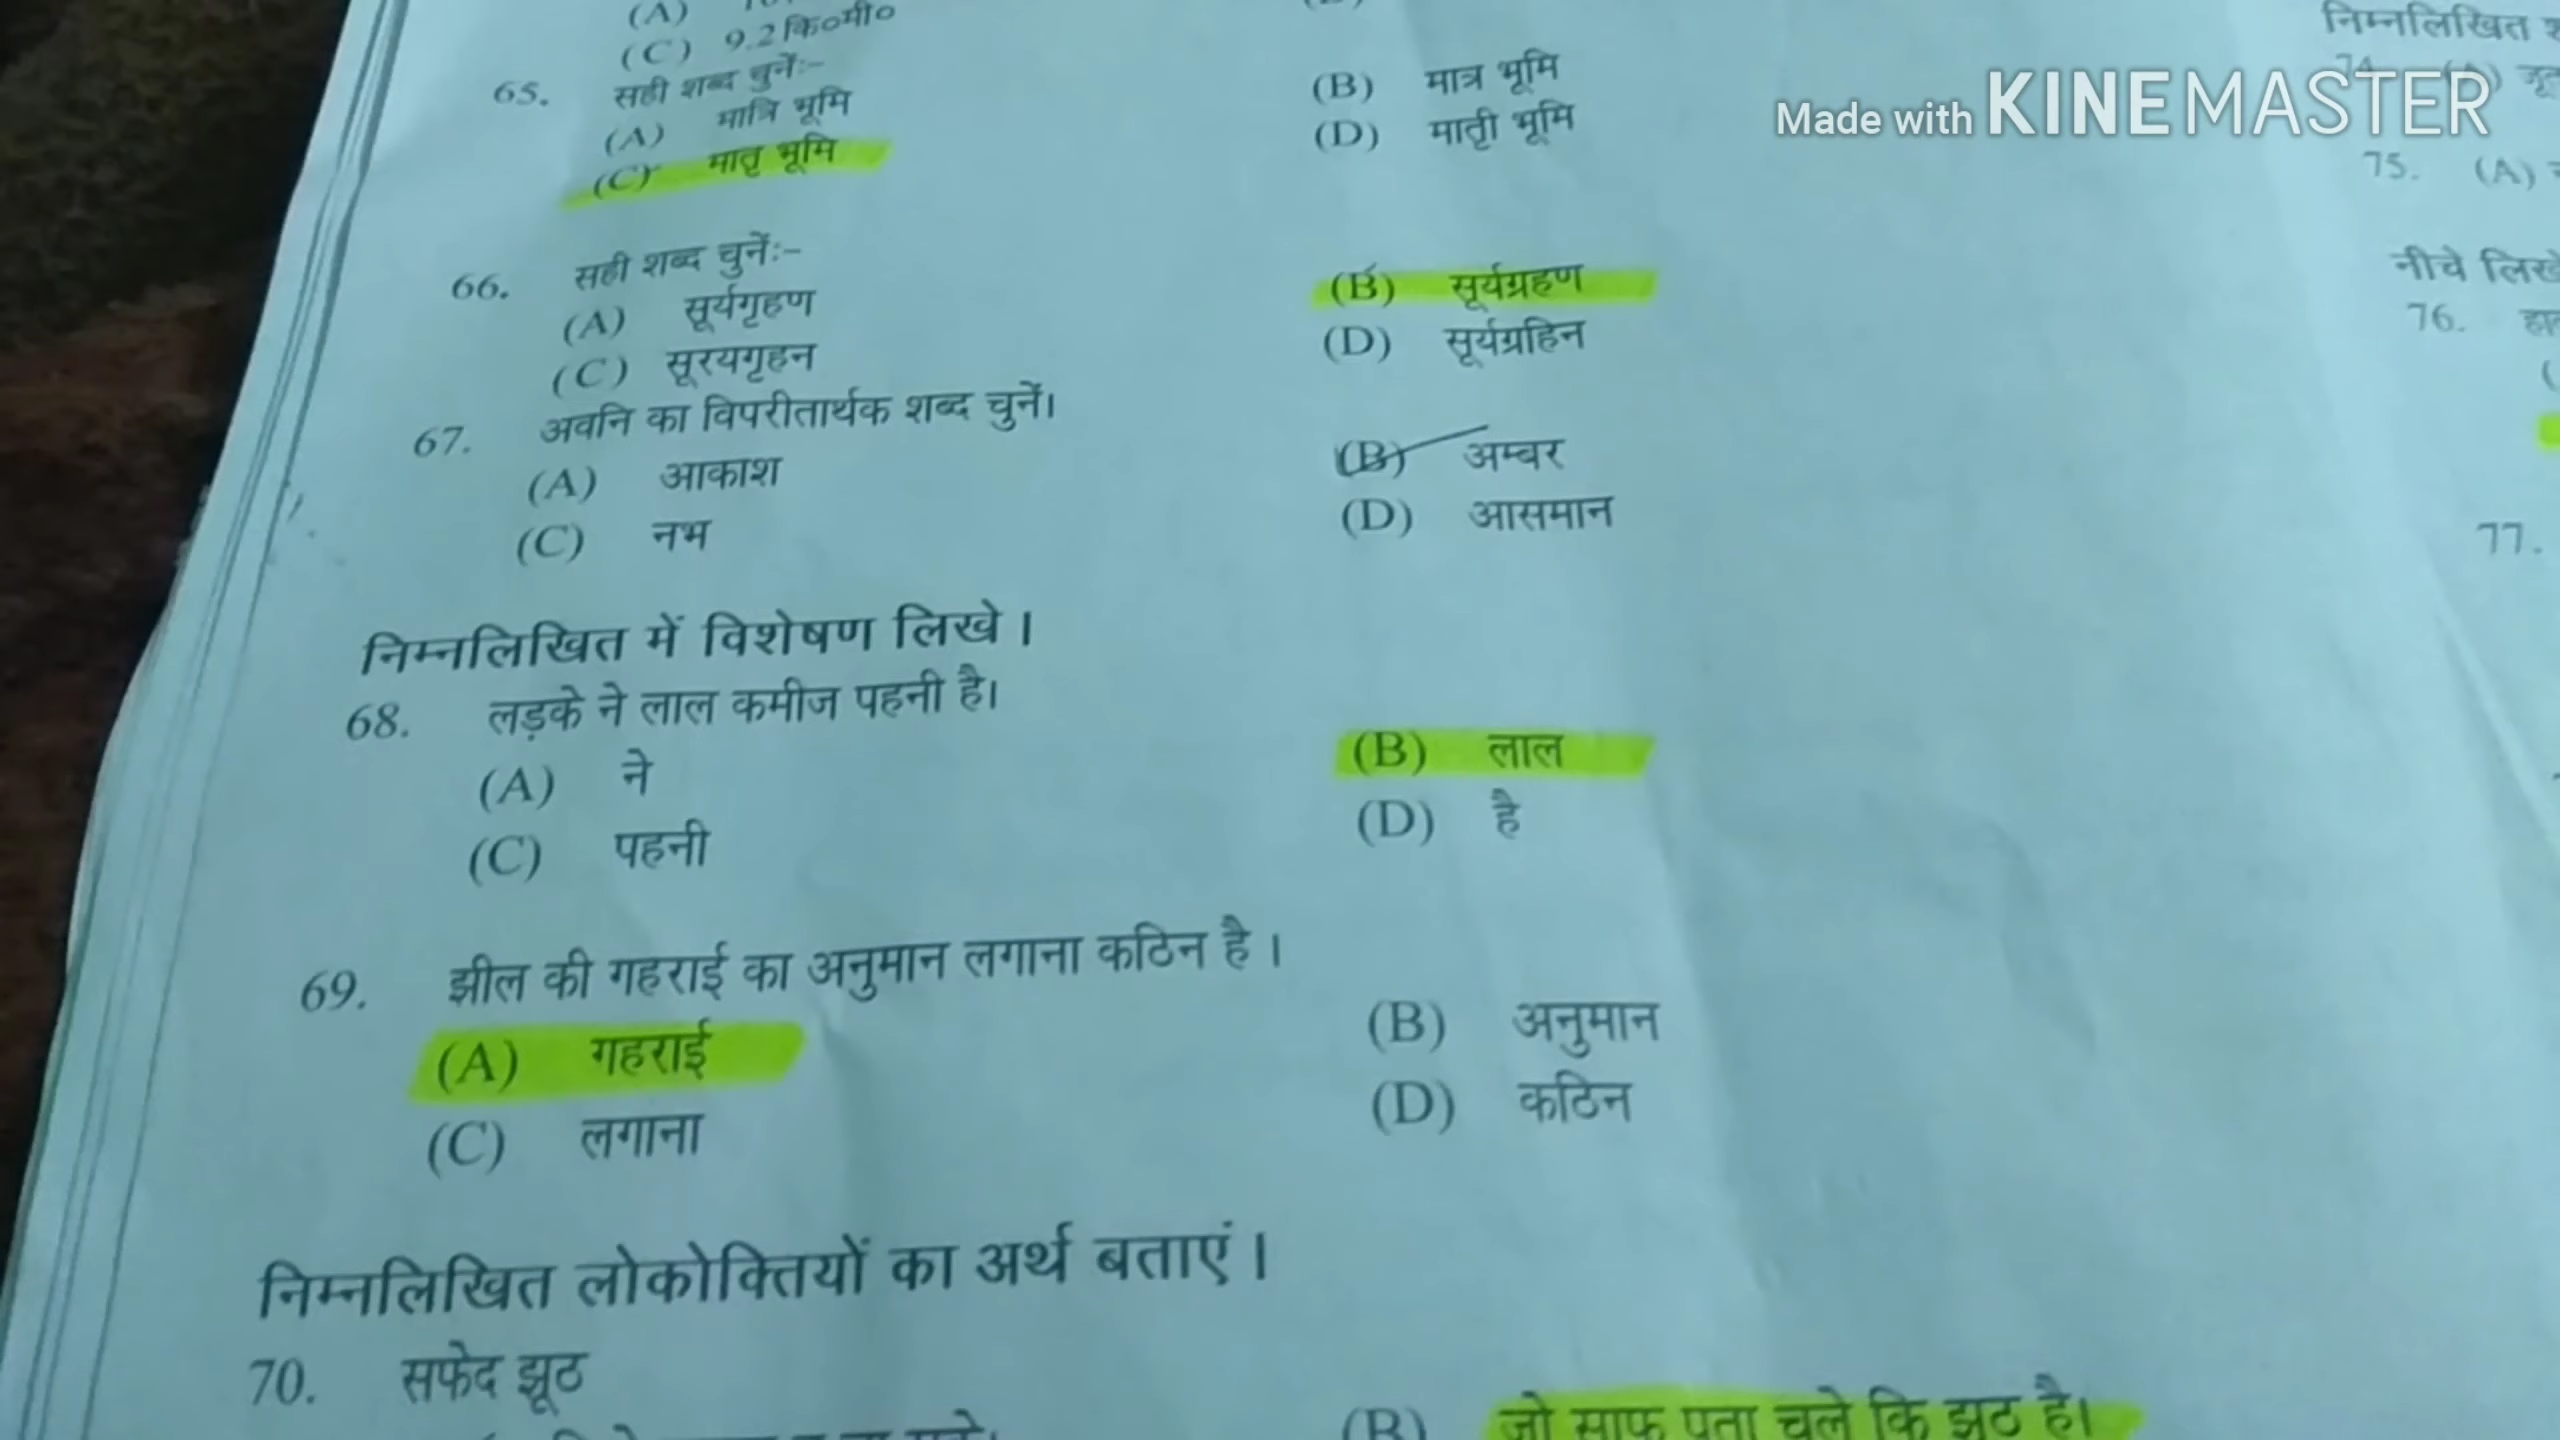 (A)
(C) 9.2 कि०मी०
65. सही शब्द चुनें:-
(A) मात्रि भूमि
(B) मात्र भूमि
(C) मातृ भूमि
(D) मातृी भूमि
66. सही शब्द चुनें:-
(A) सूर्यगृहण
(B) सूर्यग्रहण
(C) सूरयगृहन
(D) सूर्यग्रहिन
67. अवनि का विपरीतार्थक शब्द चुनें।
(A) आकाश
(B) अम्बर
(C) नभ
(D) आसमान
निम्नलिखित में विशेषण लिखे ।
68. लड़के ने लाल कमीज पहनी है।
(A) ने
(B) लाल
(C) पहनी
(D) है
69. झील की गहराई का अनुमान लगाना कठिन है ।
(A) गहराई
(B) अनुमान
(C) लगाना
(D) कठिन
निम्नलिखित लोकोक्तियों का अर्थ बताएं ।
70. सफेद झूठ
(B) जो साफ पता चले कि झूठ है।
निम्नलिखित
74. (A)
75. (A)
नीचे लिखे
76.
77.
Made with KINEMASTER